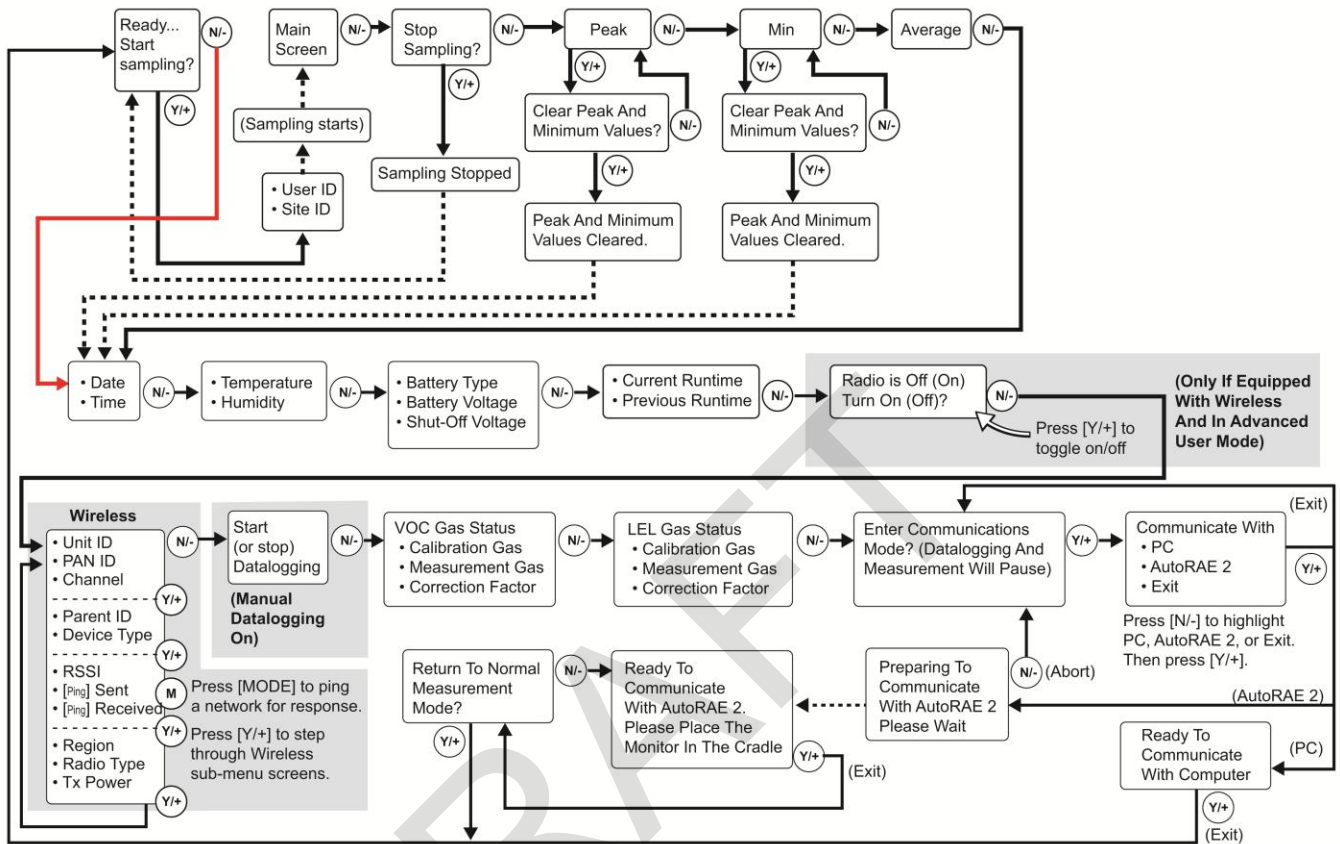 Ready...
Start
sampling?
N/-
Y/+
Main
Screen
N/-
(Sampling starts)
• User ID
• Site ID
Stop
Sampling?
N/-
Y/+
Sampling Stopped
Peak
N/-
Y/+
Clear Peak And
Minimum Values?
N/-
Y/+
Peak And Minimum
Values Cleared.
Min
N/-
Y/+
Clear Peak And
Minimum Values?
N/-
Y/+
Peak And Minimum
Values Cleared.
Average
N/-
• Date
• Time
N/-
• Temperature
• Humidity
N/-
• Battery Type
• Battery Voltage
• Shut-Off Voltage
N/-
• Current Runtime
• Previous Runtime
N/-
Radio is Off (On)
Turn On (Off)?
N/-
Press [Y/+] to
toggle on/off
(Only If Equipped
With Wireless
And In Advanced
User Mode)
Wireless
• Unit ID
• PAN ID
• Channel
N/-
Y/+
• Parent ID
• Device Type
Y/+
• RSSI
• [Ping] Sent
• [Ping] Received
M
Press [MODE] to ping
a network for response.
Y/+
Press [Y/+] to step
through Wireless
sub-menu screens.
• Region
• Radio Type
• Tx Power
Y/+
Start
(or stop)
Datalogging
N/-
(Manual
Datalogging
On)
VOC Gas Status
• Calibration Gas
• Measurement Gas
• Correction Factor
N/-
LEL Gas Status
• Calibration Gas
• Measurement Gas
• Correction Factor
N/-
Enter Communications
Mode? (Datalogging And
Measurement Will Pause)
Y/+
Communicate With
• PC
• AutoRAE 2
• Exit
(Exit)
Y/+
Press [N/-] to highlight
PC, AutoRAE 2, or Exit.
Then press [Y/+].
Return To Normal
Measurement
Mode?
N/-
Y/+
Ready To
Communicate
With AutoRAE 2.
Please Place The
Monitor In The Cradle
Y/+
(Exit)
Preparing To
Communicate
With AutoRAE 2
Please Wait
N/-
(Abort)
(AutoRAE 2)
Ready To
Communicate
With Computer
(PC)
Y/+
(Exit)
DRAFT